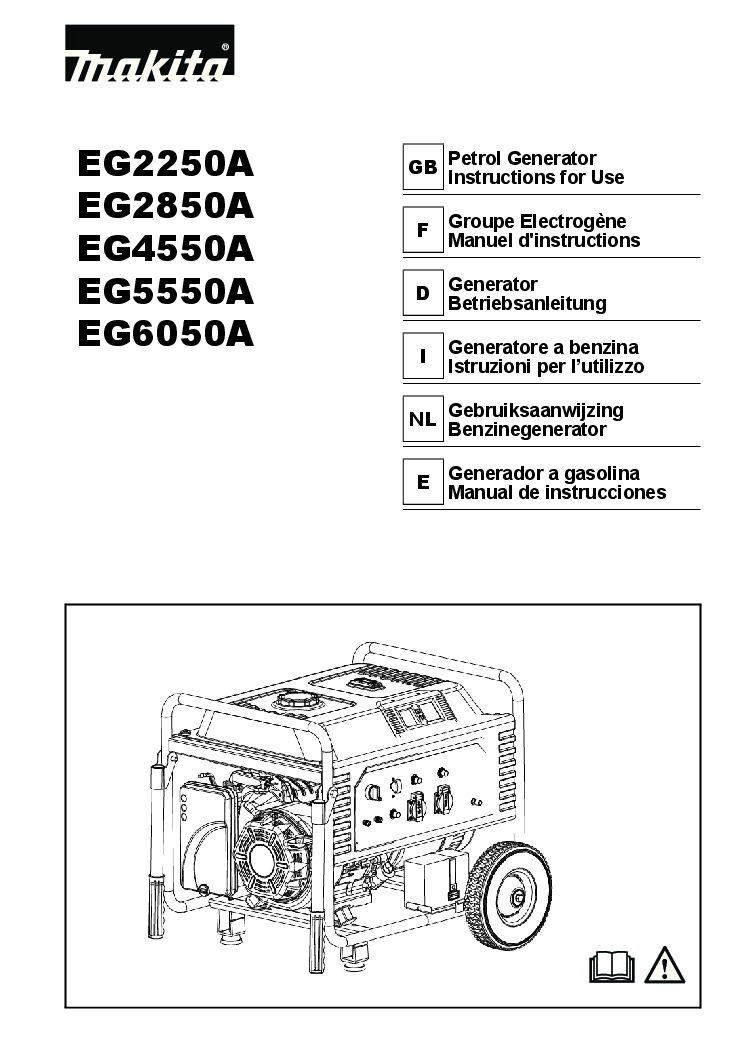 makita®
EG2250A
EG2850A
EG4550A
EG5550A
EG6050A
GB
Petrol Generator
Instructions for Use
F
Groupe Electrogène
Manuel d'instructions
D
Generator
Betriebsanleitung
I
Generatore a benzina
Istruzioni per l’utilizzo
NL
Gebruiksaanwijzing
Benzinegenerator
E
Generador a gasolina
Manual de instrucciones